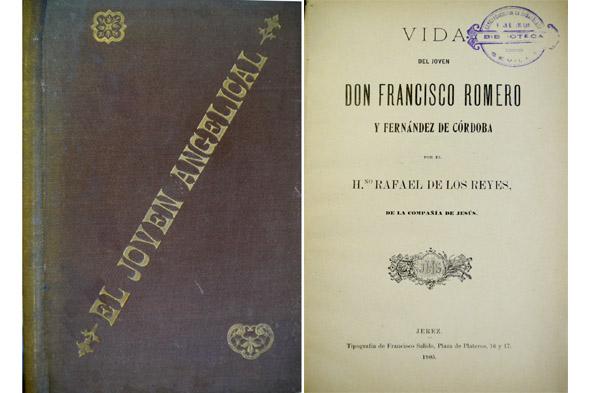 EL JOVEN ANGELICAL
VIDA
DEL JOVEN
DON FRANCISCO ROMERO
Y FERNÁNDEZ DE CÓRDOBA
POR EL
H.NO RAFAEL DE LOS REYES,
DE LA COMPAÑÍA DE JESÚS.
JHS
JEREZ.
Tipografía de Francisco Salido, Plaza de Plateros, 16 y 17.
1905.
BIBLIOTECA
SEVILLA